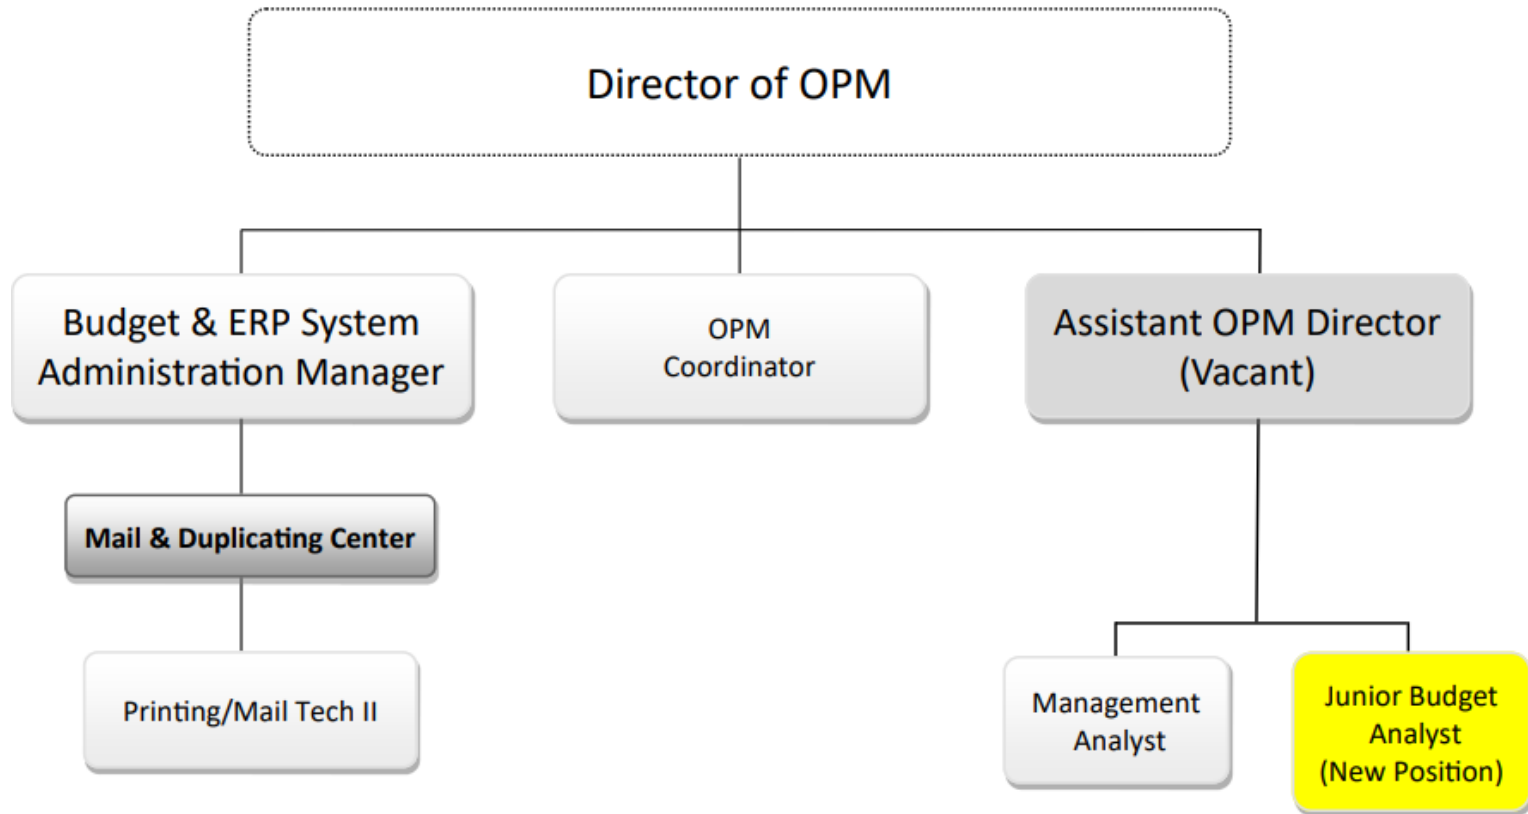 Director of OPM
Budget & ERP System
Administration Manager
OPM
Coordinator
Assistant OPM Director
(Vacant)
Mail & Duplicating Center
Printing/Mail Tech II
Management
Analyst
Junior Budget
Analyst
(New Position)